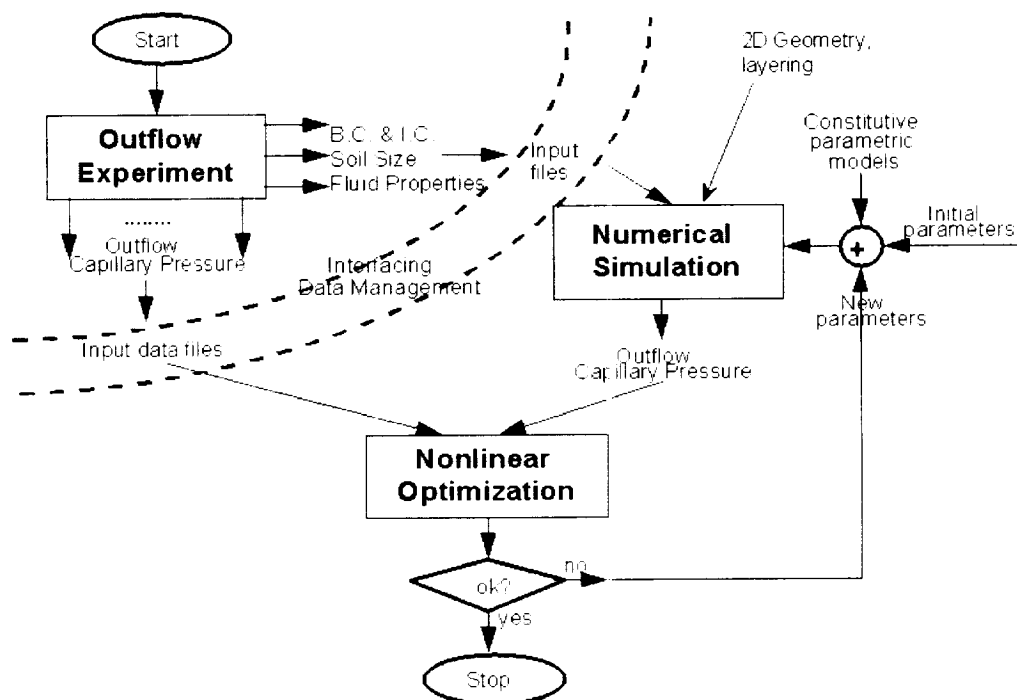 Start
2D Geometry,
layering
Outflow
Experiment
B.C. & I.C.
Soil Size
Fluid Properties
Input
files
Constitutive
parametric
models
Initial
parameters
........
Outflow
Capillary Pressure
Interfacing
Data Management
Numerical
Simulation
+
New
parameters
Input data files
Outflow
Capillary Pressure
Nonlinear
Optimization
ok?
no
yes
Stop